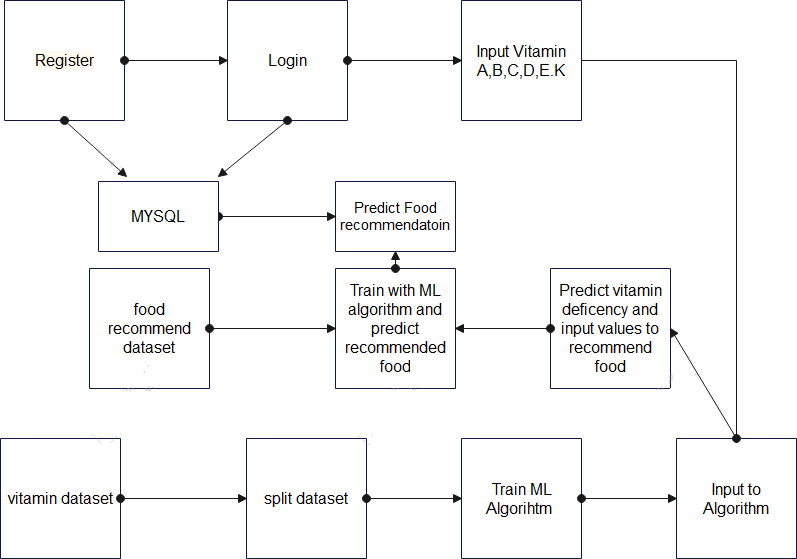 Register
Login
Input Vitamin
A,B,C,D,E.K
MYSQL
Predict Food
recommendatoin
food
recommend
dataset
Train with ML
algorithm and
predict
recommended
food
Predict vitamin
deficency and
input values to
recommend
food
vitamin dataset
split dataset
Train ML
Algorihtm
Input to
Algorithm